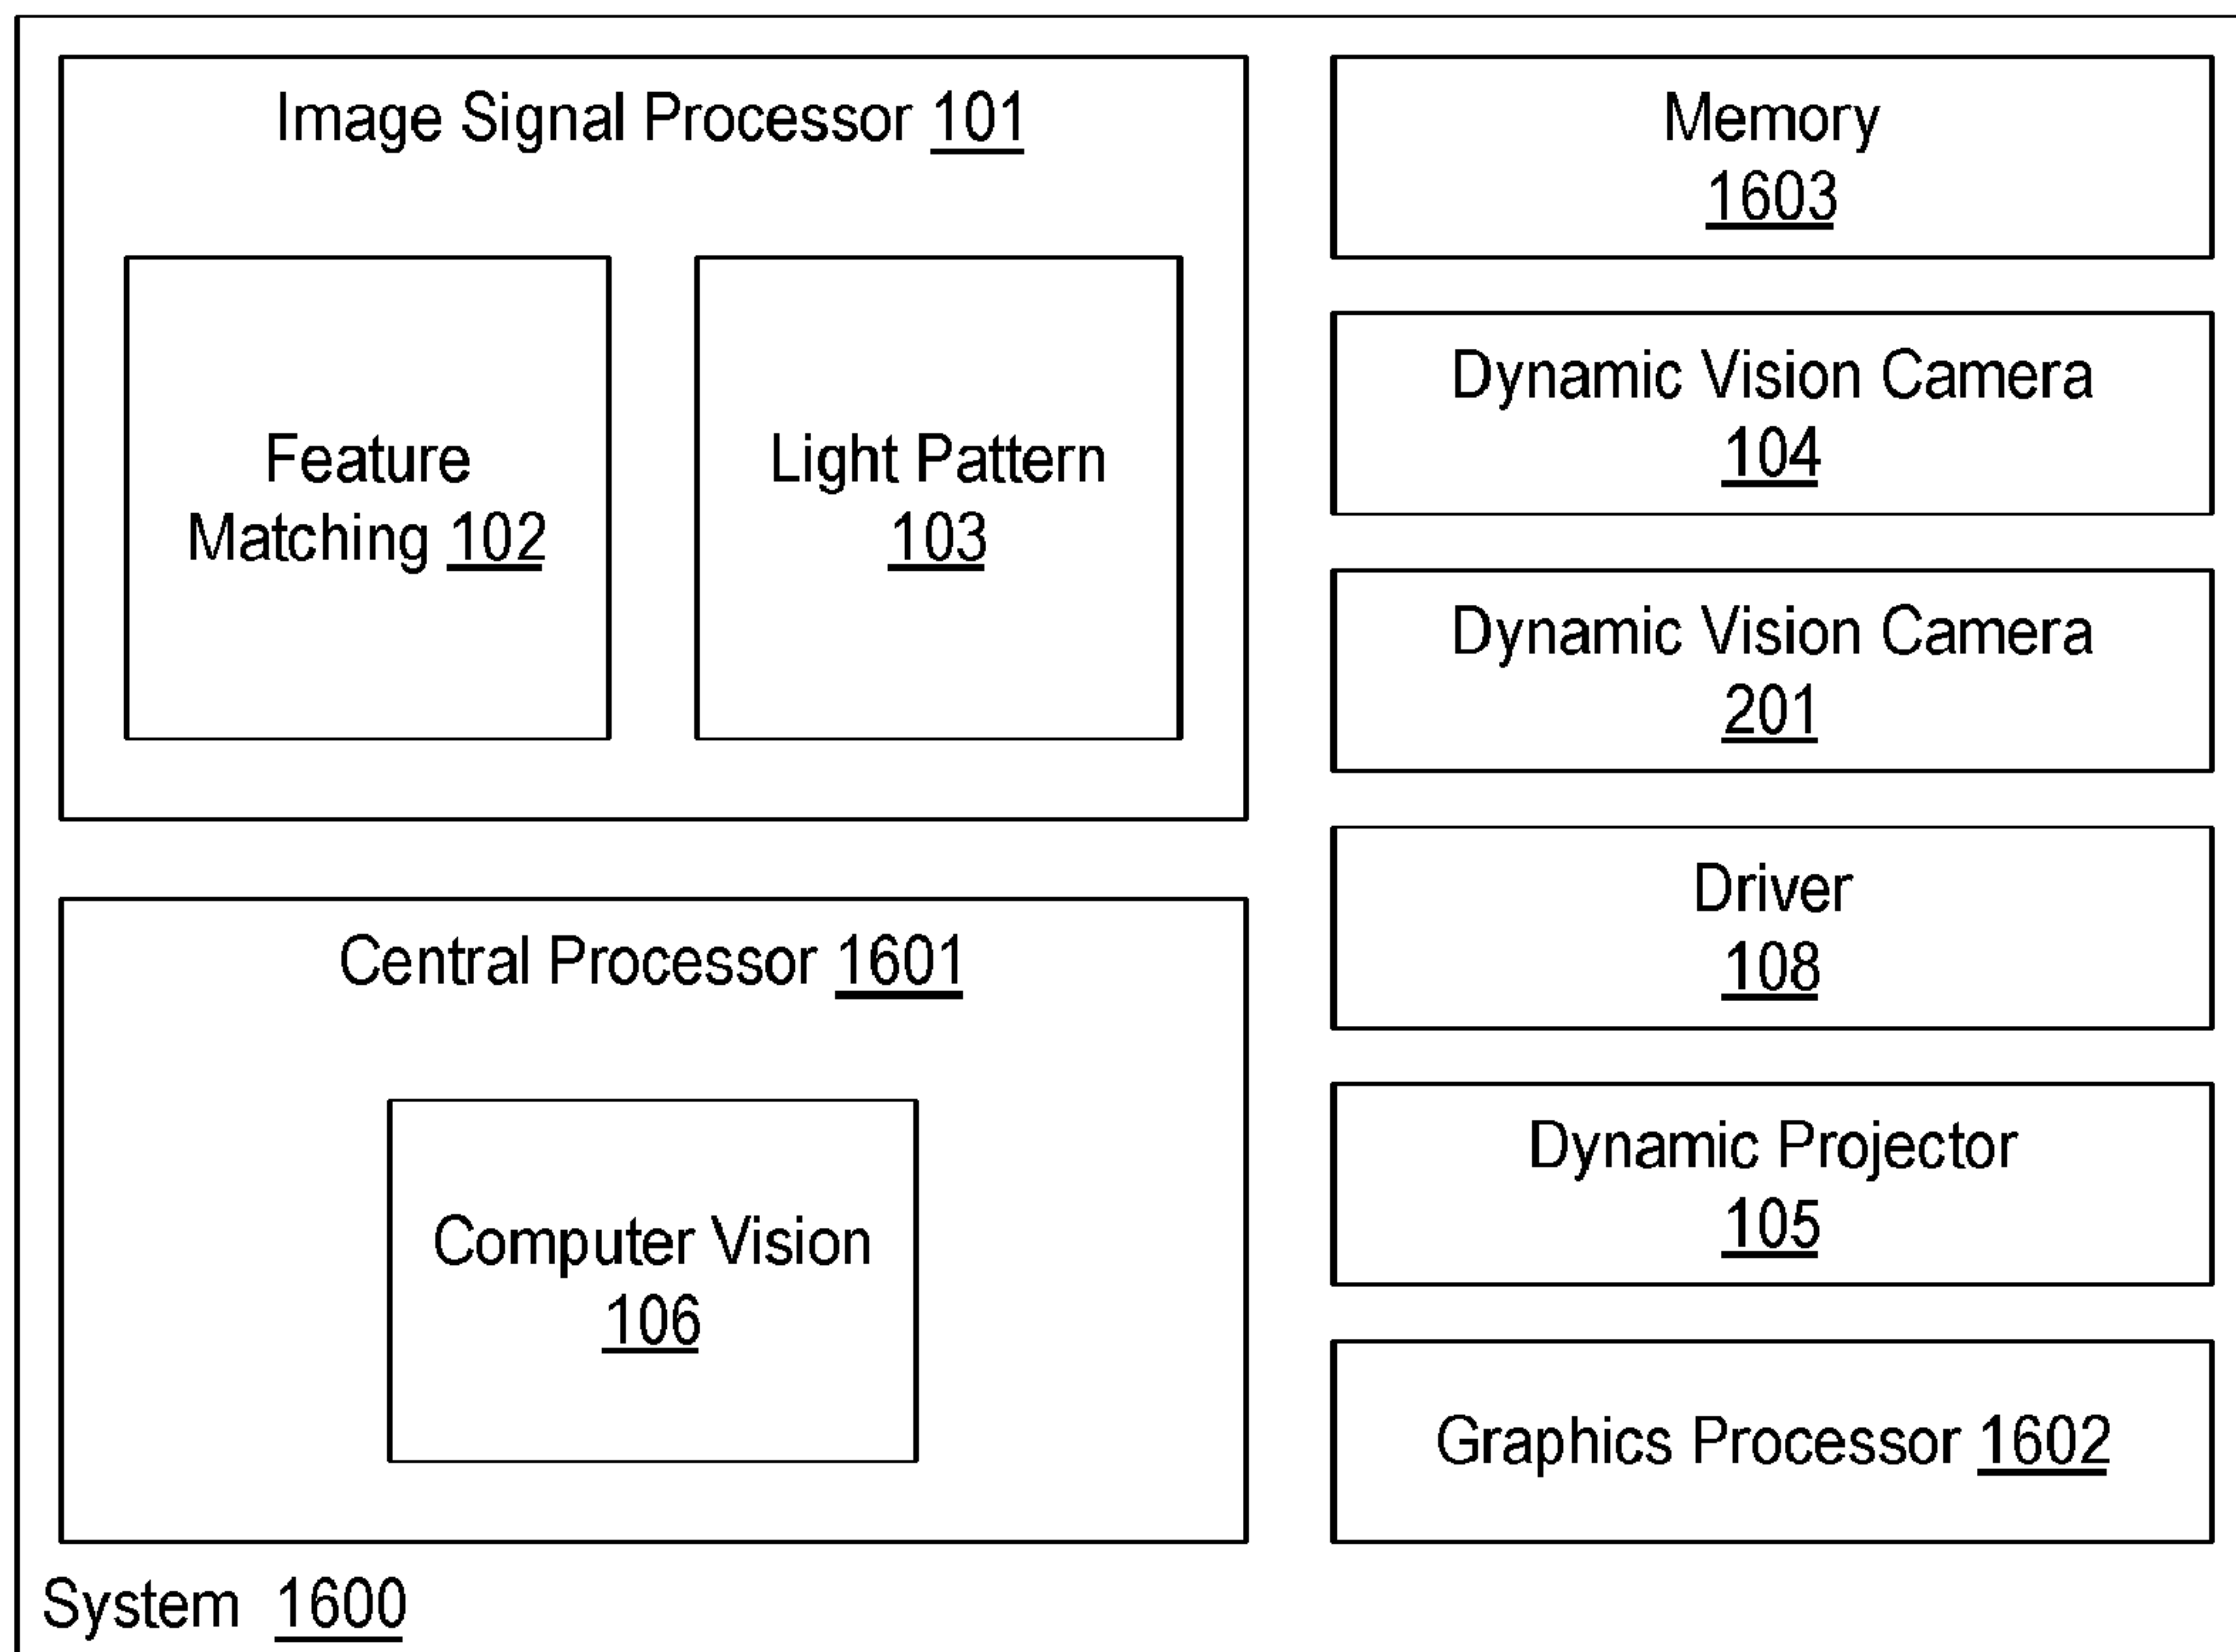 Image Signal Processor 101
Feature
Matching 102
Light Pattern
103
Central Processor 1601
Computer Vision
106
Memory
1603
Dynamic Vision Camera
104
Dynamic Vision Camera
201
Driver
108
Dynamic Projector
105
Graphics Processor 1602
System 1600